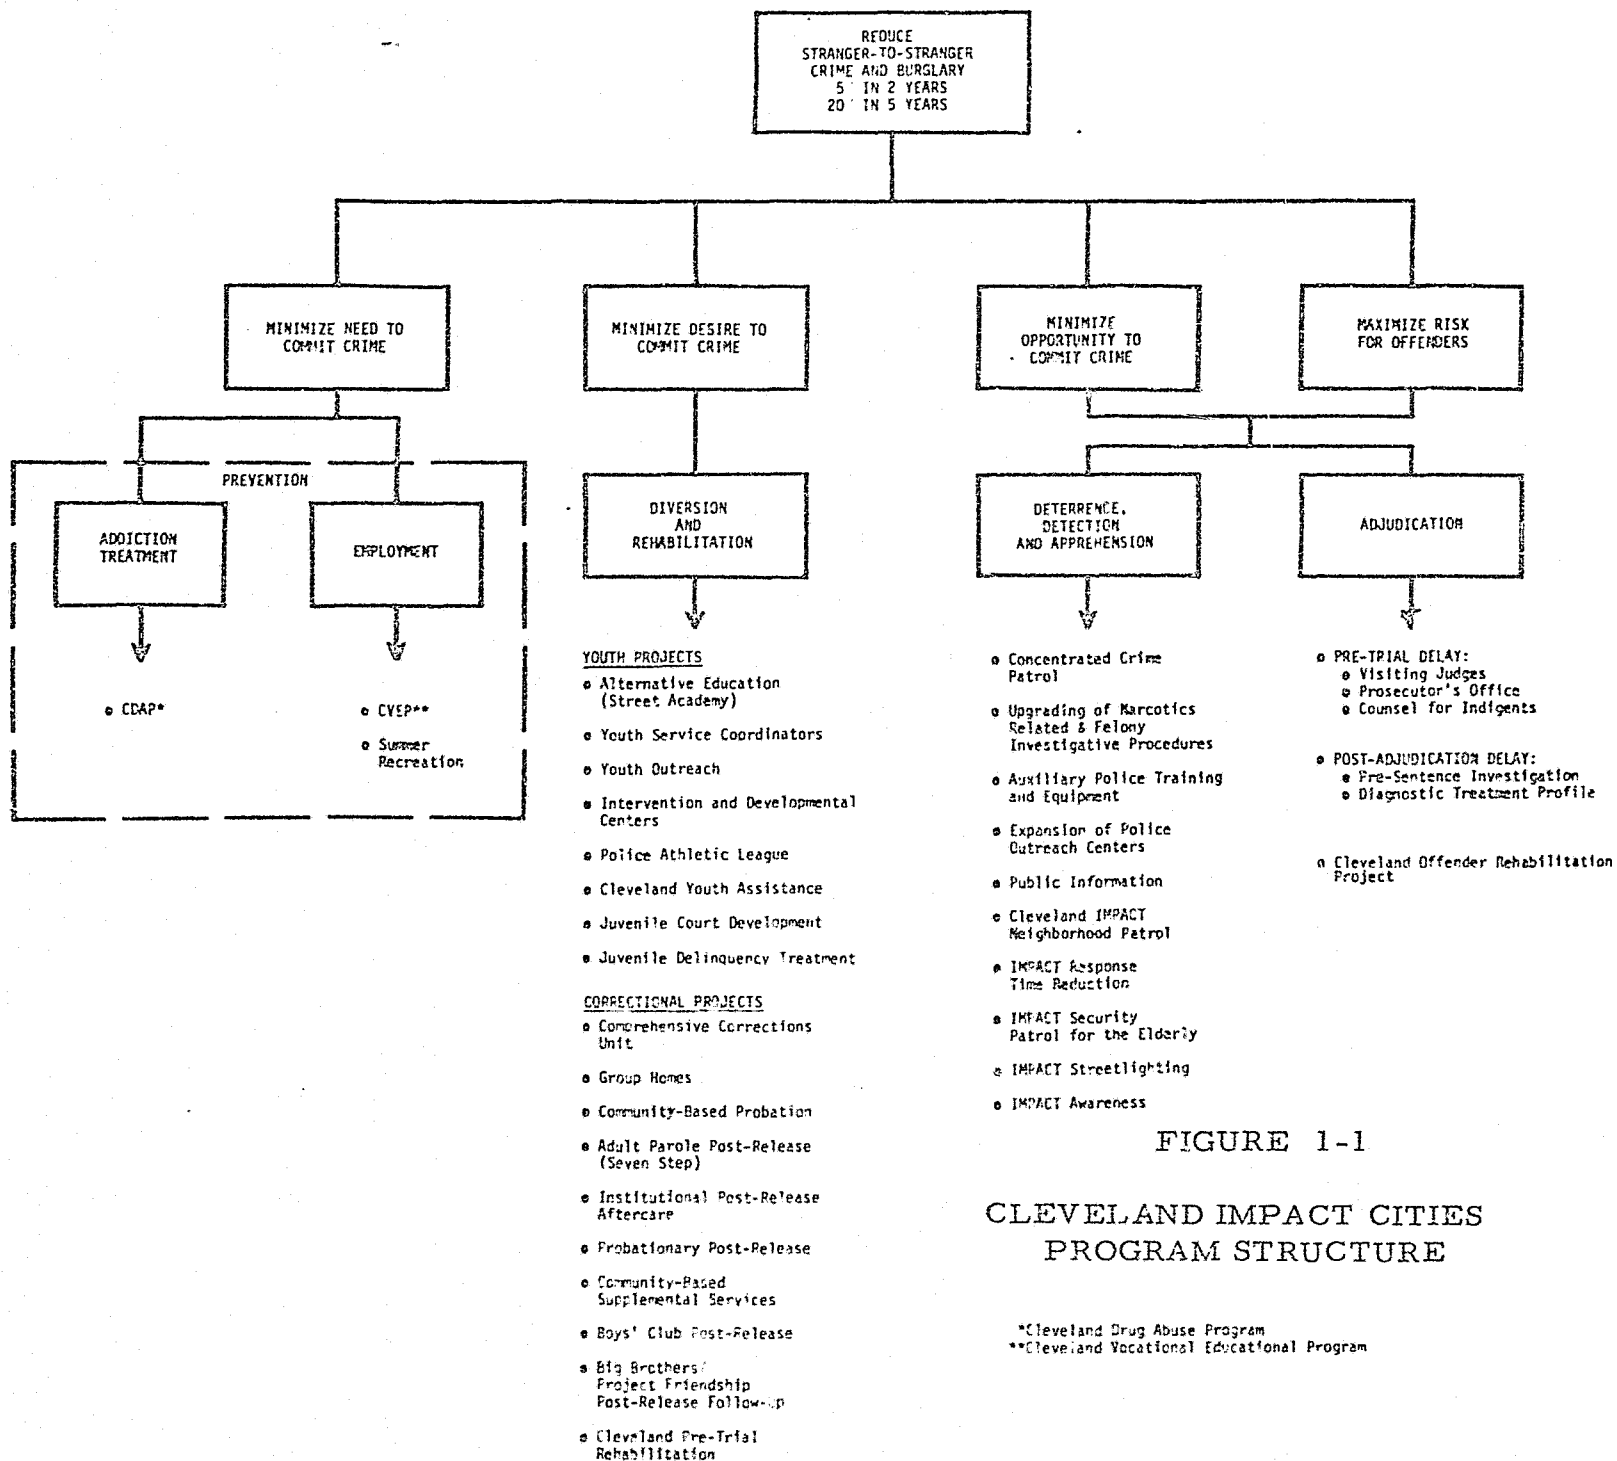 REDUCE
STRANGER-TO-STRANGER
CRIME AND BURGLARY
5 IN 2 YEARS
20 IN 5 YEARS
MINIMIZE NEED TO
COMMIT CRIME
MINIMIZE DESIRE TO
COMMIT CRIME
MINIMIZE
OPPORTUNITY TO
COMMIT CRIME
MAXIMIZE RISK
FOR OFFENDERS
PREVENTION
ADDICTION
TREATMENT
EMPLOYMENT
DIVERSION
AND
REHABILITATION
DETERRENCE,
DETECTION
AND APPREHENSION
ADJUDICATION
CDAP*
CVEP**
Summer
Recreation
YOUTH PROJECTS
Alternative Education
(Street Academy)
Youth Service Coordinators
Youth Outreach
Intervention and Developmental
Centers
Police Athletic League
Cleveland Youth Assistance
Juvenile Court Development
Juvenile Delinquency Treatment
CORRECTIONAL PROJECTS
Comprehensive Corrections
Unit
Group Homes
Community-Based Probation
Adult Parole Post-Release
(Seven Step)
Institutional Post-Release
Aftercare
Probationary Post-Release
Community-Based
Supplemental Services
Boys' Club Post-Release
Big Brothers/
Project Friendship
Post-Release Follow-up
Cleveland Pre-Trial
Rehabilitation
Concentrated Crime
Patrol
Upgrading of Narcotics
Related & Felony
Investigative Procedures
Auxiliary Police Training
and Equipment
Expansion of Police
Outreach Centers
Public Information
Cleveland IMPACT
Neighborhood Patrol
IMPACT Response
Time Reduction
IMPACT Security
Patrol for the Elderly
IMPACT Streetlighting
IMPACT Awareness
PRE-TRIAL DELAY:
Visiting Judges
Prosecutor's Office
Counsel for Indigents
POST-ADJUDICATION DELAY:
Pre-Sentence Investigation
Diagnostic Treatment Profile
Cleveland Offender Rehabilitation
Project
FIGURE 1-1
CLEVELAND IMPACT CITIES
PROGRAM STRUCTURE
*Cleveland Drug Abuse Program
**Cleveland Vocational Educational Program